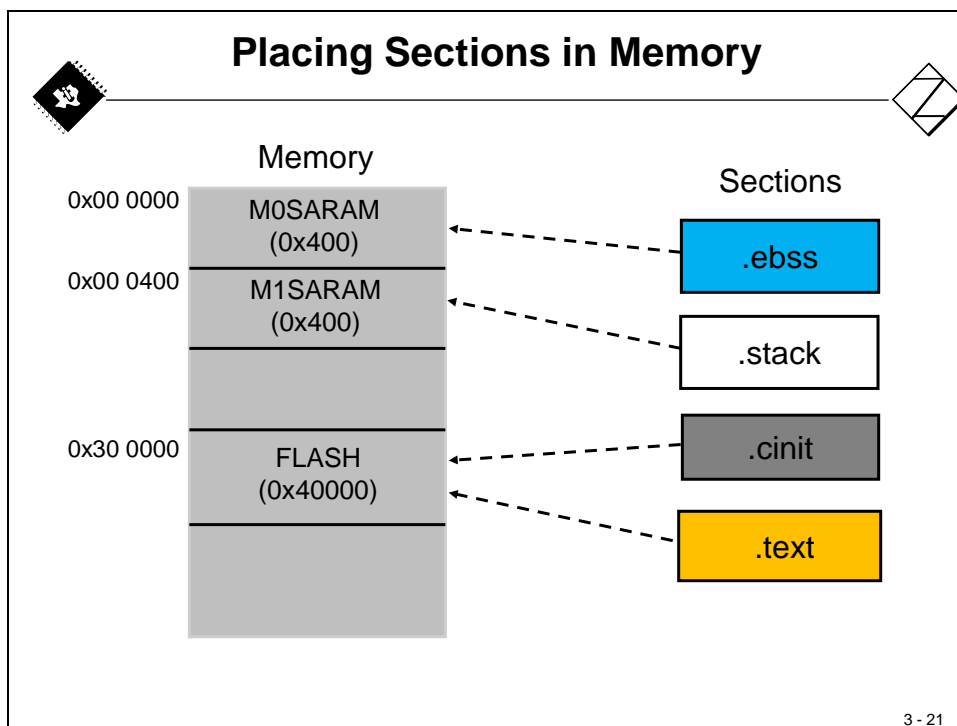 Placing Sections in Memory
Memory
Sections
0x00 0000
M0SARAM
(0x400)
.ebss
0x00 0400
M1SARAM
(0x400)
.stack
0x30 0000
FLASH
(0x40000)
.cinit
.text
3 - 21